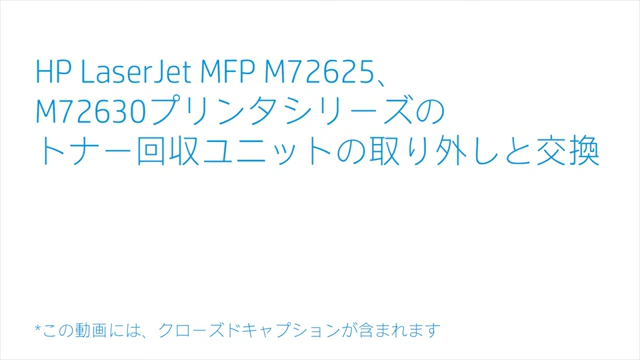 HP LaserJet MFP M72625、
M72630プリンタシリーズの
トナー回収ユニットの取り外しと交換
*この動画には、クローズドキャプションが含まれます